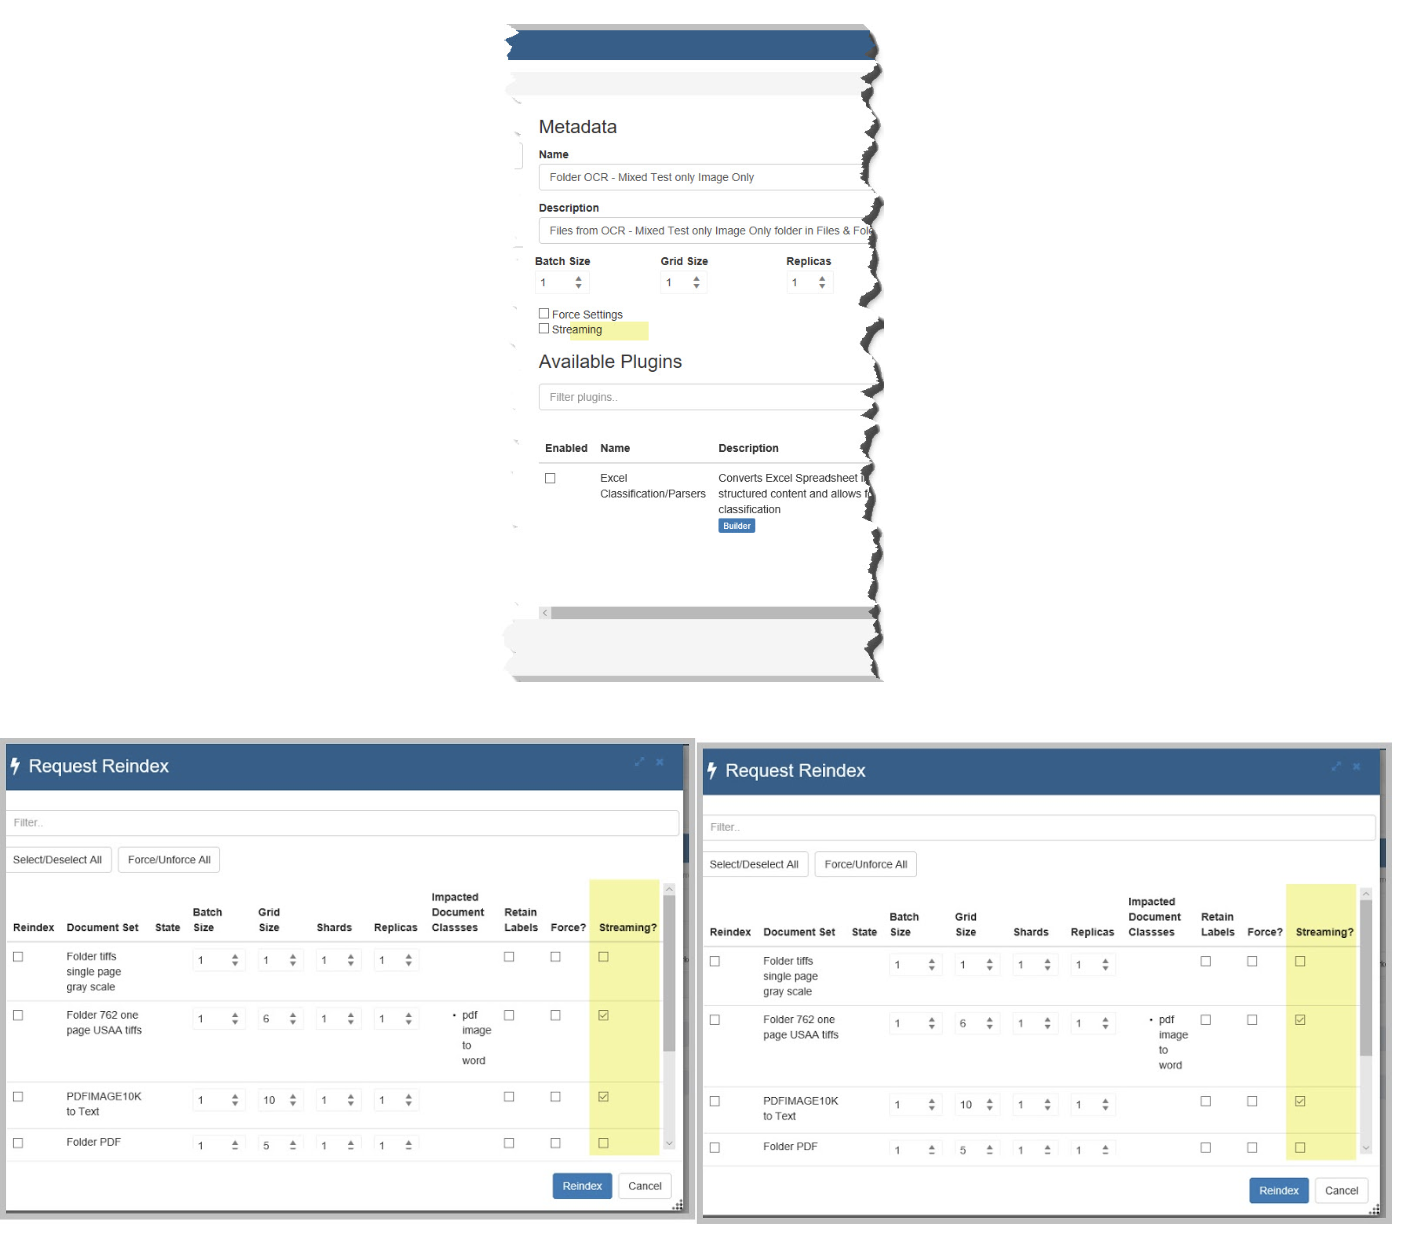 Metadata
Name
Folder OCR - Mixed Test only Image Only
Description
Files from OCR - Mixed Test only Image Only folder in Files &
Batch Size Grid Size Replicas
1 1 1
Force Settings
Streaming
Available Plugins
Filter plugins..
Enabled Name Description
Excel Converts Excel Spreadsheet
Classification/Parsers structured content and allows
classification
Builder
Request Reindex
Filter..
Select/Deselect All Force/Unforce All
Impacted
Batch Grid Document Retain
Reindex Document Set State Size Size Shards Replicas Classses Labels Force? Streaming?
Folder tiffs
single page
gray scale
1 1 1 1
Folder 762 one
page USAA tiffs
1 6 1 1
• pdf
image
to
word
PDFIMAGE10K
to Text
1 10 1 1
Folder PDF
1 5 1 1
Reindex Cancel
Request Reindex
Filter..
Select/Deselect All Force/Unforce All
Impacted
Batch Grid Document Retain
Reindex Document Set State Size Size Shards Replicas Classses Labels Force? Streaming?
Folder tiffs
single page
gray scale
1 1 1 1
Folder 762 one
page USAA tiffs
1 6 1 1
• pdf
image
to
word
PDFIMAGE10K
to Text
1 10 1 1
Folder PDF
1 5 1 1
Reindex Cancel